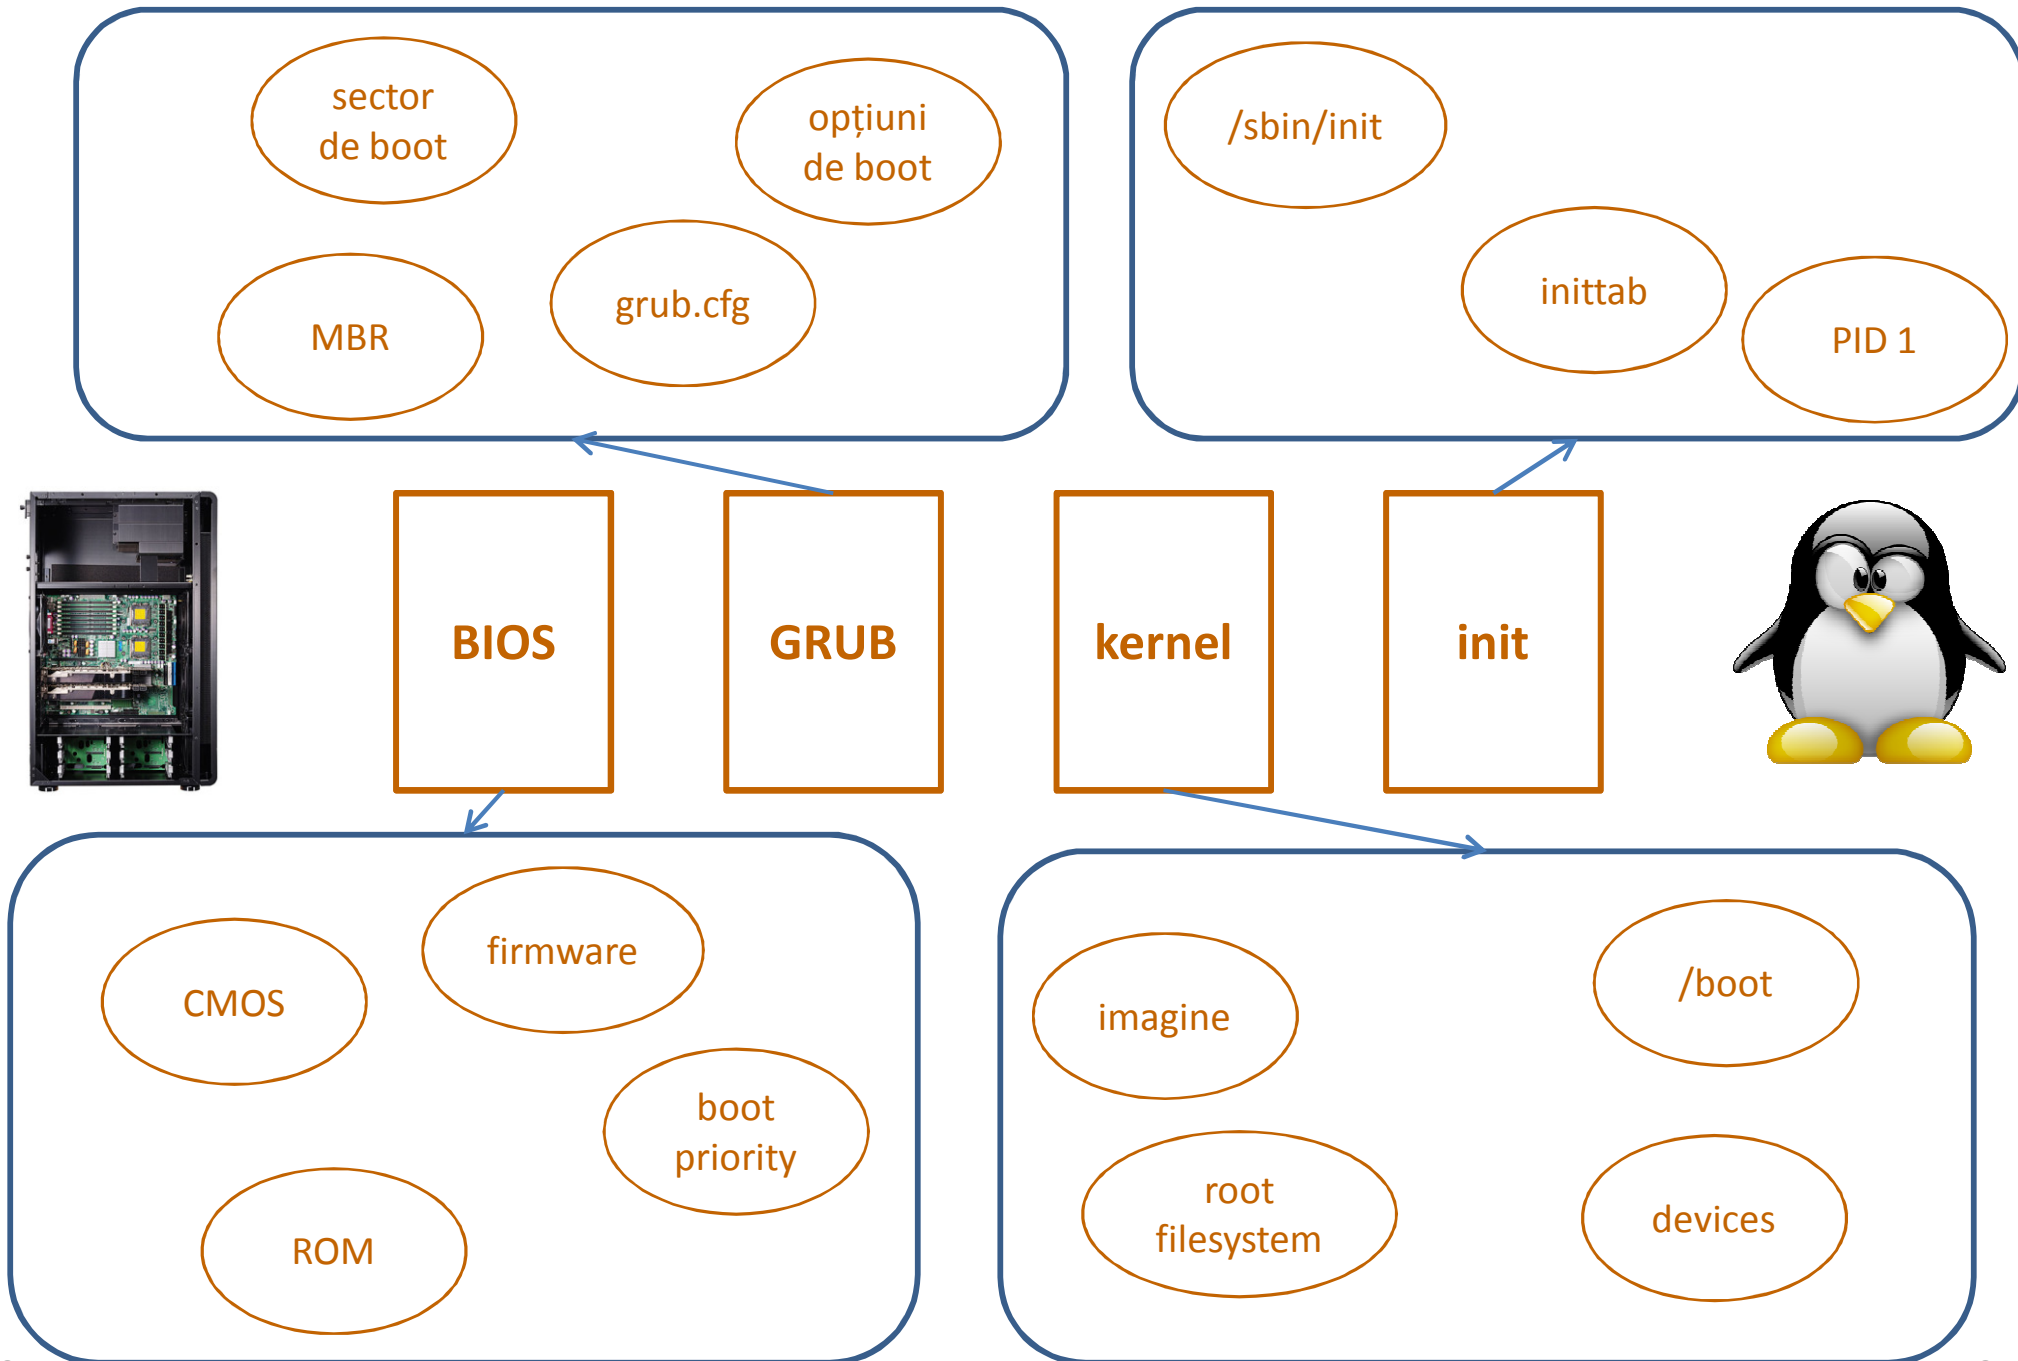 sector
de boot
opțiuni
de boot
MBR
grub.cfg
/sbin/init
inittab
PID 1
BIOS
GRUB
kernel
init
CMOS
firmware
boot
priority
ROM
imagine
/boot
root
filesystem
devices